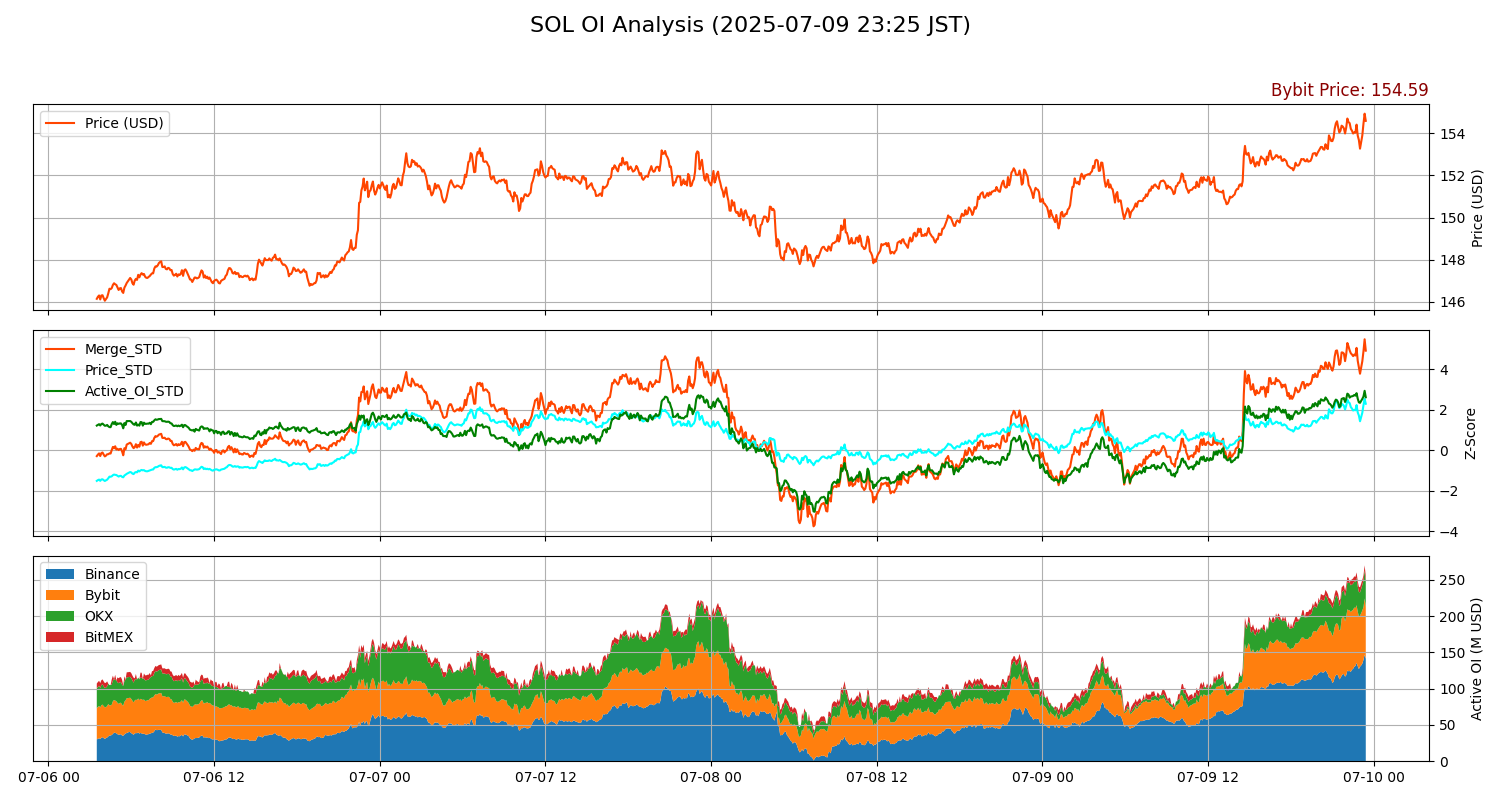 SOL OI Analysis (2025-07-09 23:25 JST)
Bybit Price: 154.59
Price (USD)
154
152
150
148
146
Price (USD)
Merge_STD
Price_STD
Active_OI_STD
4
2
0
−2
−4
Z-Score
Binance
Bybit
OKX
BitMEX
250
200
150
100
50
0
Active OI (M USD)
07-06 00
07-06 12
07-07 00
07-07 12
07-08 00
07-08 12
07-09 00
07-09 12
07-10 00